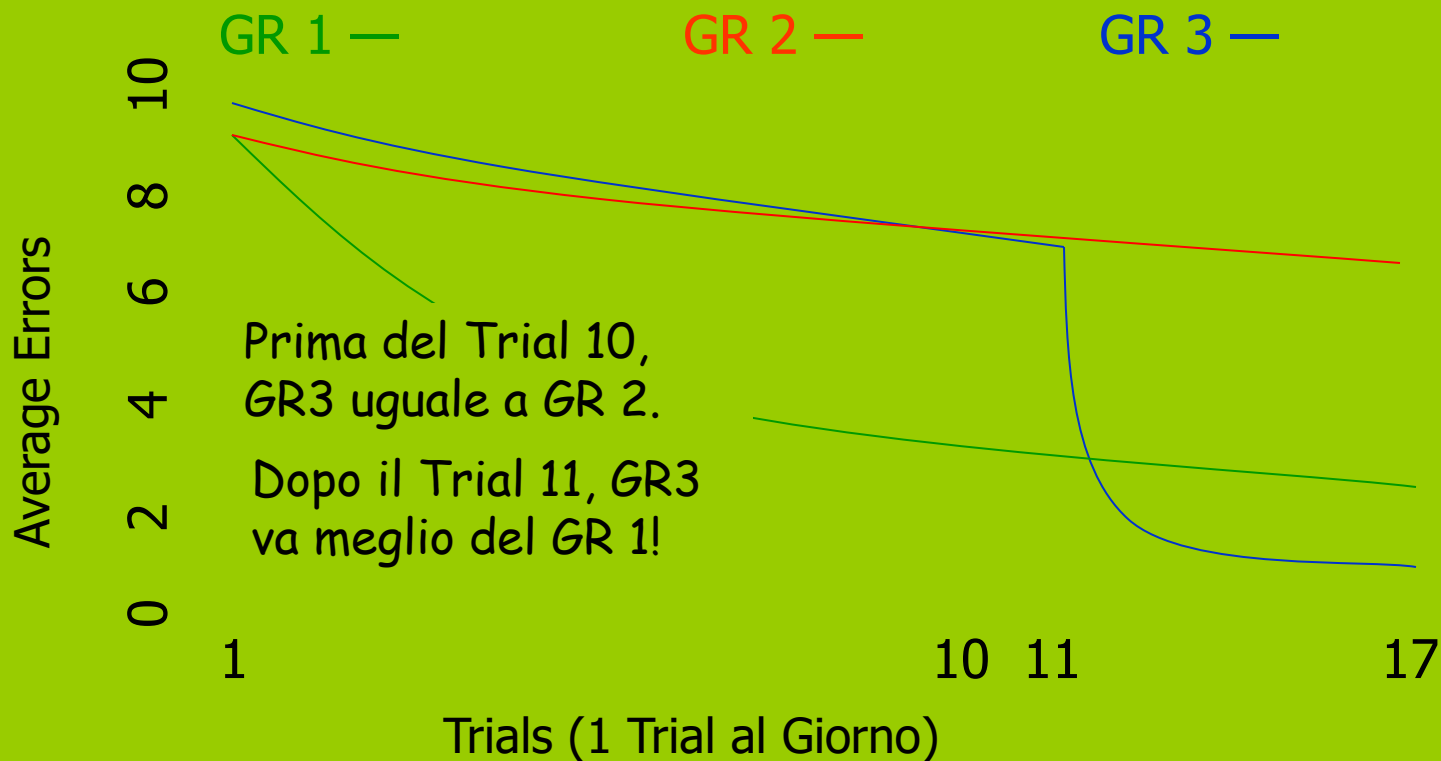 GR 1 GR 2 GR 3
10
8
6
4
2
0
Average Errors
Prima del Trial 10,
GR3 uguale a GR 2.
Dopo il Trial 11, GR3
va meglio del GR 1!
1 10 11 17
Trials (1 Trial al Giorno)